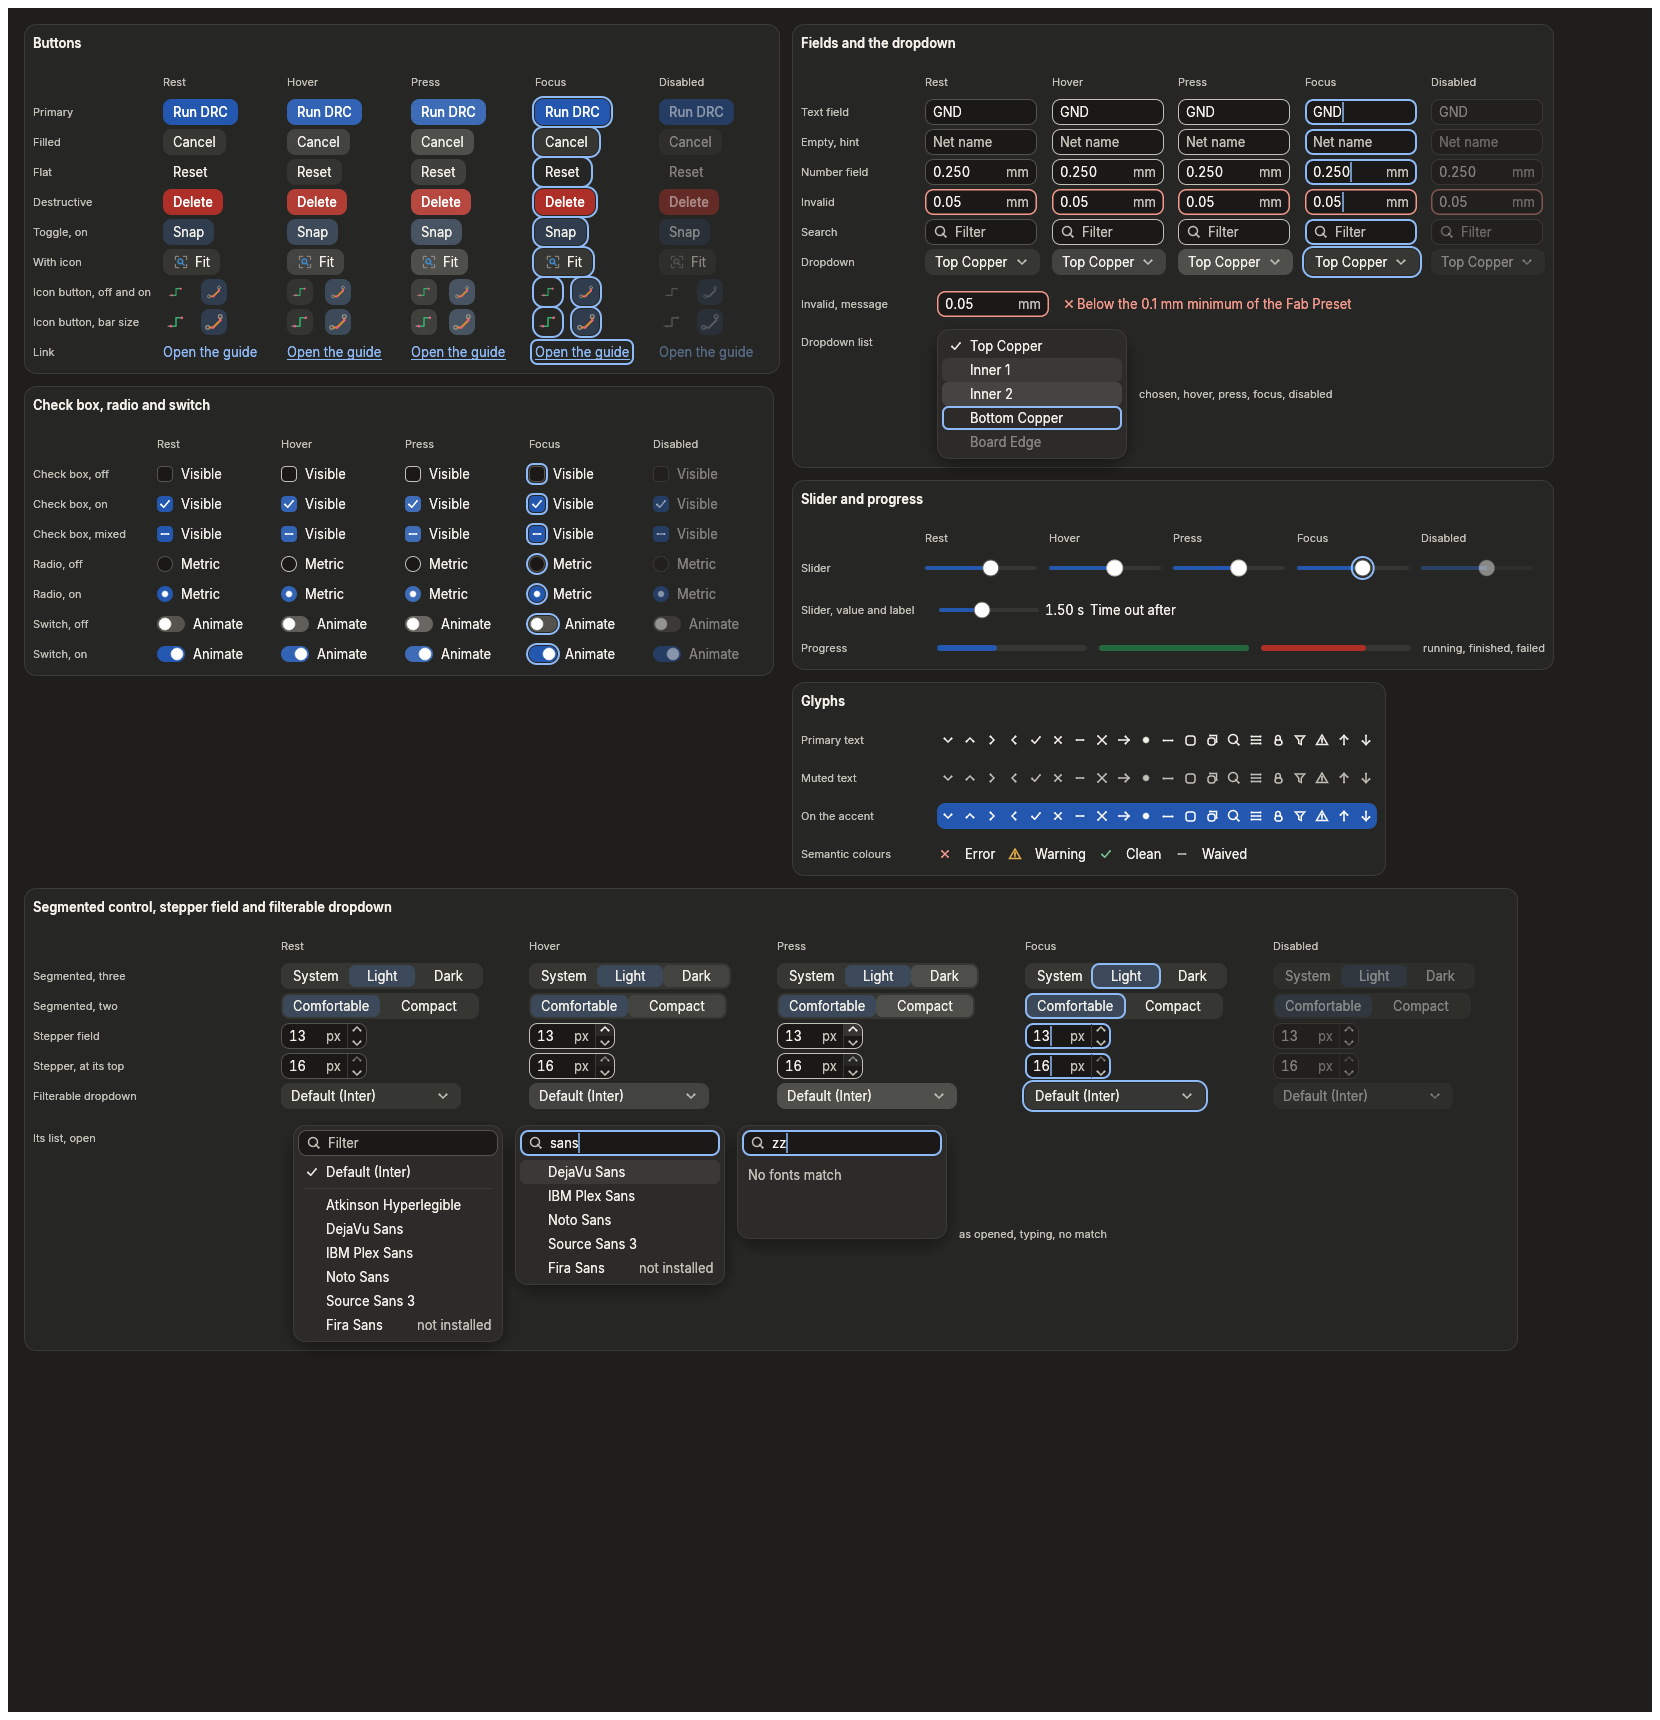 Buttons
Rest Hover Press Focus Disabled
Primary Run DRC Run DRC Run DRC Run DRC Run DRC
Filled Cancel Cancel Cancel Cancel Cancel
Flat Reset Reset Reset Reset Reset
Destructive Delete Delete Delete Delete Delete
Toggle, on Snap Snap Snap Snap Snap
With icon Fit Fit Fit Fit Fit
Icon button, off and on
Icon button, bar size
Link Open the guide Open the guide Open the guide Open the guide Open the guide
Check box, radio and switch
Rest Hover Press Focus Disabled
Check box, off Visible Visible Visible Visible Visible
Check box, on Visible Visible Visible Visible Visible
Check box, mixed Visible Visible Visible Visible Visible
Radio, off Metric Metric Metric Metric Metric
Radio, on Metric Metric Metric Metric Metric
Switch, off Animate Animate Animate Animate Animate
Switch, on Animate Animate Animate Animate Animate
Fields and the dropdown
Rest Hover Press Focus Disabled
Text field GND GND GND GND GND
Empty, hint Net name Net name Net name Net name Net name
Number field 0.250 mm 0.250 mm 0.250 mm 0.250 mm 0.250 mm
Invalid 0.05 mm 0.05 mm 0.05 mm 0.05 mm 0.05 mm
Search Filter Filter Filter Filter Filter
Dropdown Top Copper Top Copper Top Copper Top Copper Top Copper
Invalid, message 0.05 mm Below the 0.1 mm minimum of the Fab Preset
Dropdown list Top Copper
Inner 1
Inner 2 chosen, hover, press, focus, disabled
Bottom Copper
Board Edge
Slider and progress
Rest Hover Press Focus Disabled
Slider
Slider, value and label 1.50 s Time out after
Progress running, finished, failed
Glyphs
Primary text
Muted text
On the accent
Semantic colours Error Warning Clean Waived
Segmented control, stepper field and filterable dropdown
Rest Hover Press Focus Disabled
Segmented, three System Light Dark System Light Dark System Light Dark System Light Dark System Light Dark
Segmented, two Comfortable Compact Comfortable Compact Comfortable Compact Comfortable Compact Comfortable Compact
Stepper field 13 px 13 px 13 px 13 px 13 px
Stepper, at its top 16 px 16 px 16 px 16 px 16 px
Filterable dropdown Default (Inter) Default (Inter) Default (Inter) Default (Inter) Default (Inter)
Its list, open
Filter
Default (Inter)
Atkinson Hyperlegible
DejaVu Sans
IBM Plex Sans
Noto Sans
Source Sans 3
Fira Sans not installed
sans
DejaVu Sans
IBM Plex Sans
Noto Sans
Source Sans 3
Fira Sans not installed
zz
No fonts match
as opened, typing, no match